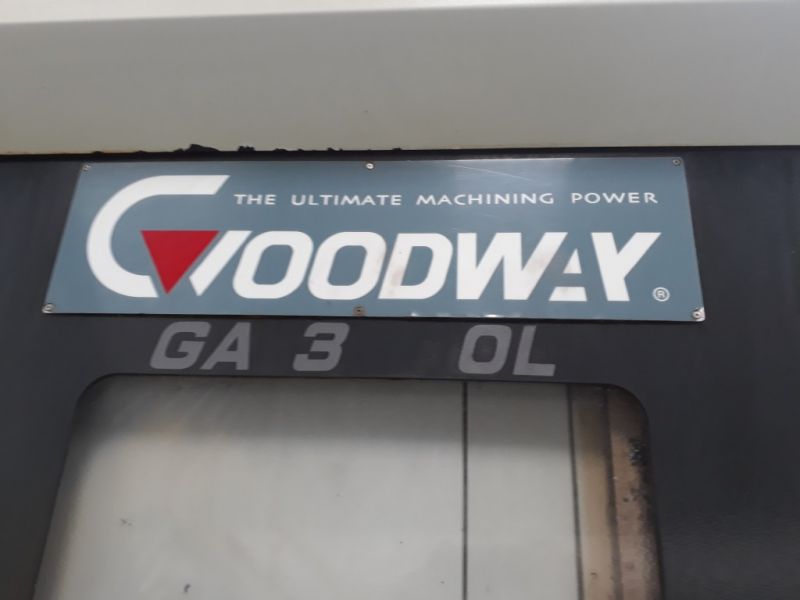 THE ULTIMATE MACHINING POWER
GOODWAY ®
GA 3 OL